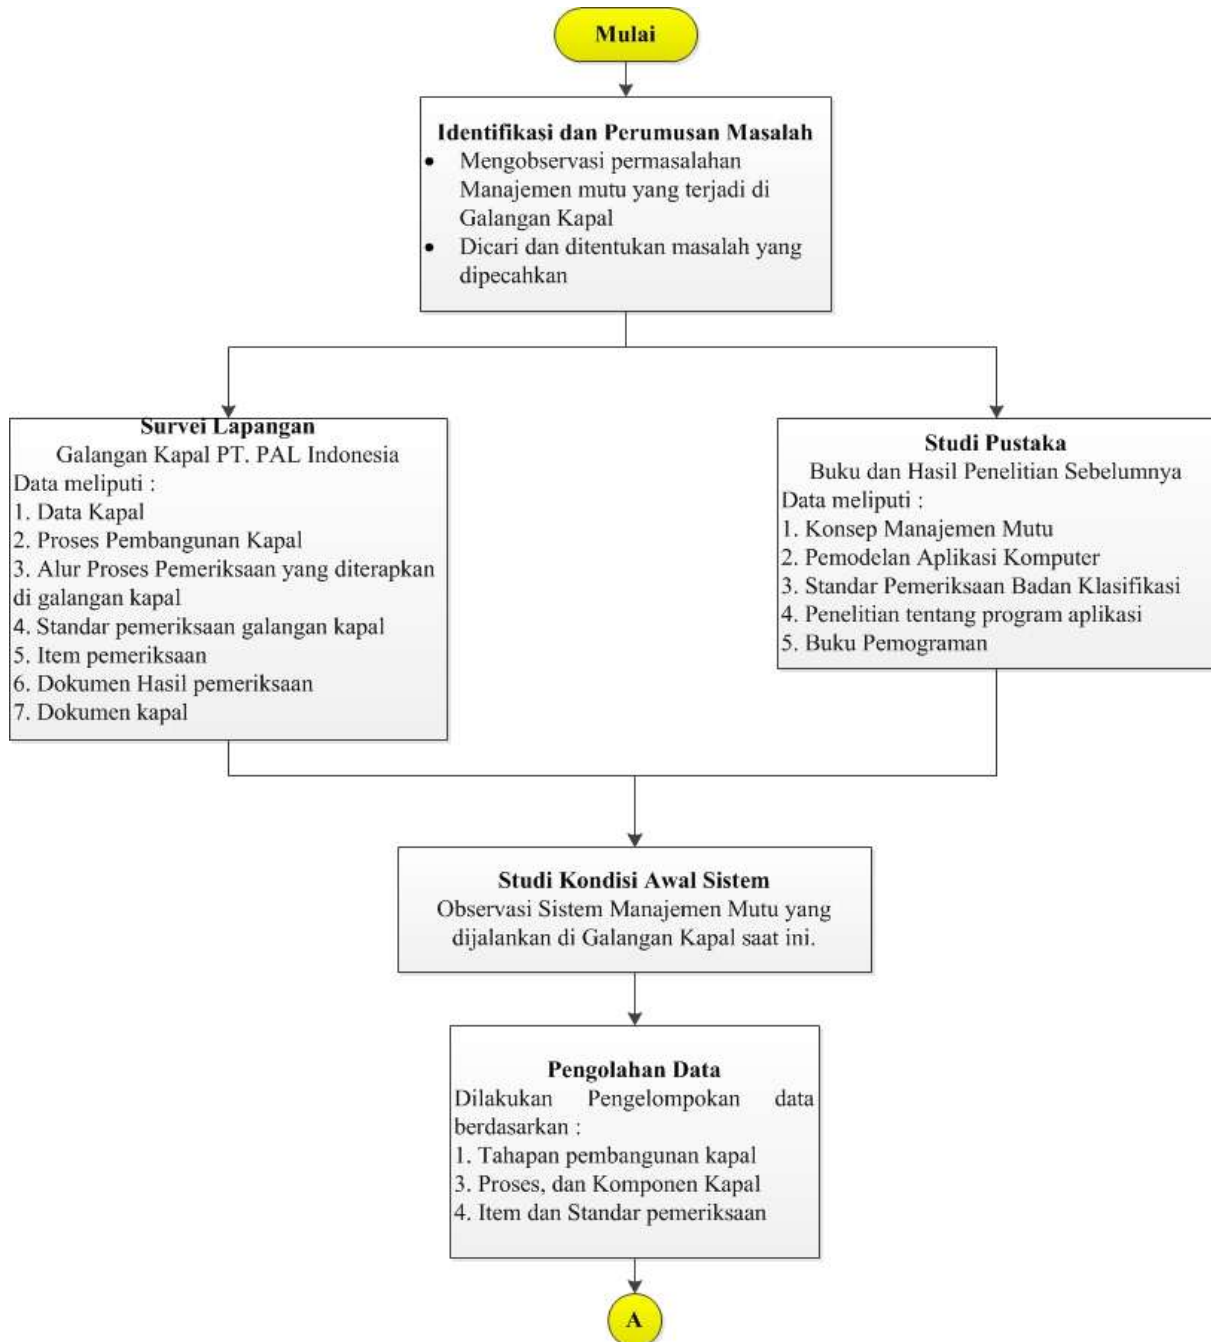 Mulai
Identifikasi dan Perumusan Masalah
• Mengobservasi permasalahan
Manajemen mutu yang terjadi di
Galangan Kapal
• Dicari dan ditentukan masalah yang
dipecahkan
Survei Lapangan
Galangan Kapal PT. PAL Indonesia
Data meliputi :
1. Data Kapal
2. Proses Pembangunan Kapal
3. Alur Proses Pemeriksaan yang diterapkan
di galangan kapal
4. Standar pemeriksaan galangan kapal
5. Item pemeriksaan
6. Dokumen Hasil pemeriksaan
7. Dokumen kapal
Studi Pustaka
Buku dan Hasil Penelitian Sebelumnya
Data meliputi :
1. Konsep Manajemen Mutu
2. Pemodelan Aplikasi Komputer
3. Standar Pemeriksaan Badan Klasifikasi
4. Penelitian tentang program aplikasi
5. Buku Pemograman
Studi Kondisi Awal Sistem
Observasi Sistem Manajemen Mutu yang
dijalankan di Galangan Kapal saat ini.
Pengolahan Data
Dilakukan Pengelompokan data
berdasarkan :
1. Tahapan pembangunan kapal
3. Proses, dan Komponen Kapal
4. Item dan Standar pemeriksaan
A